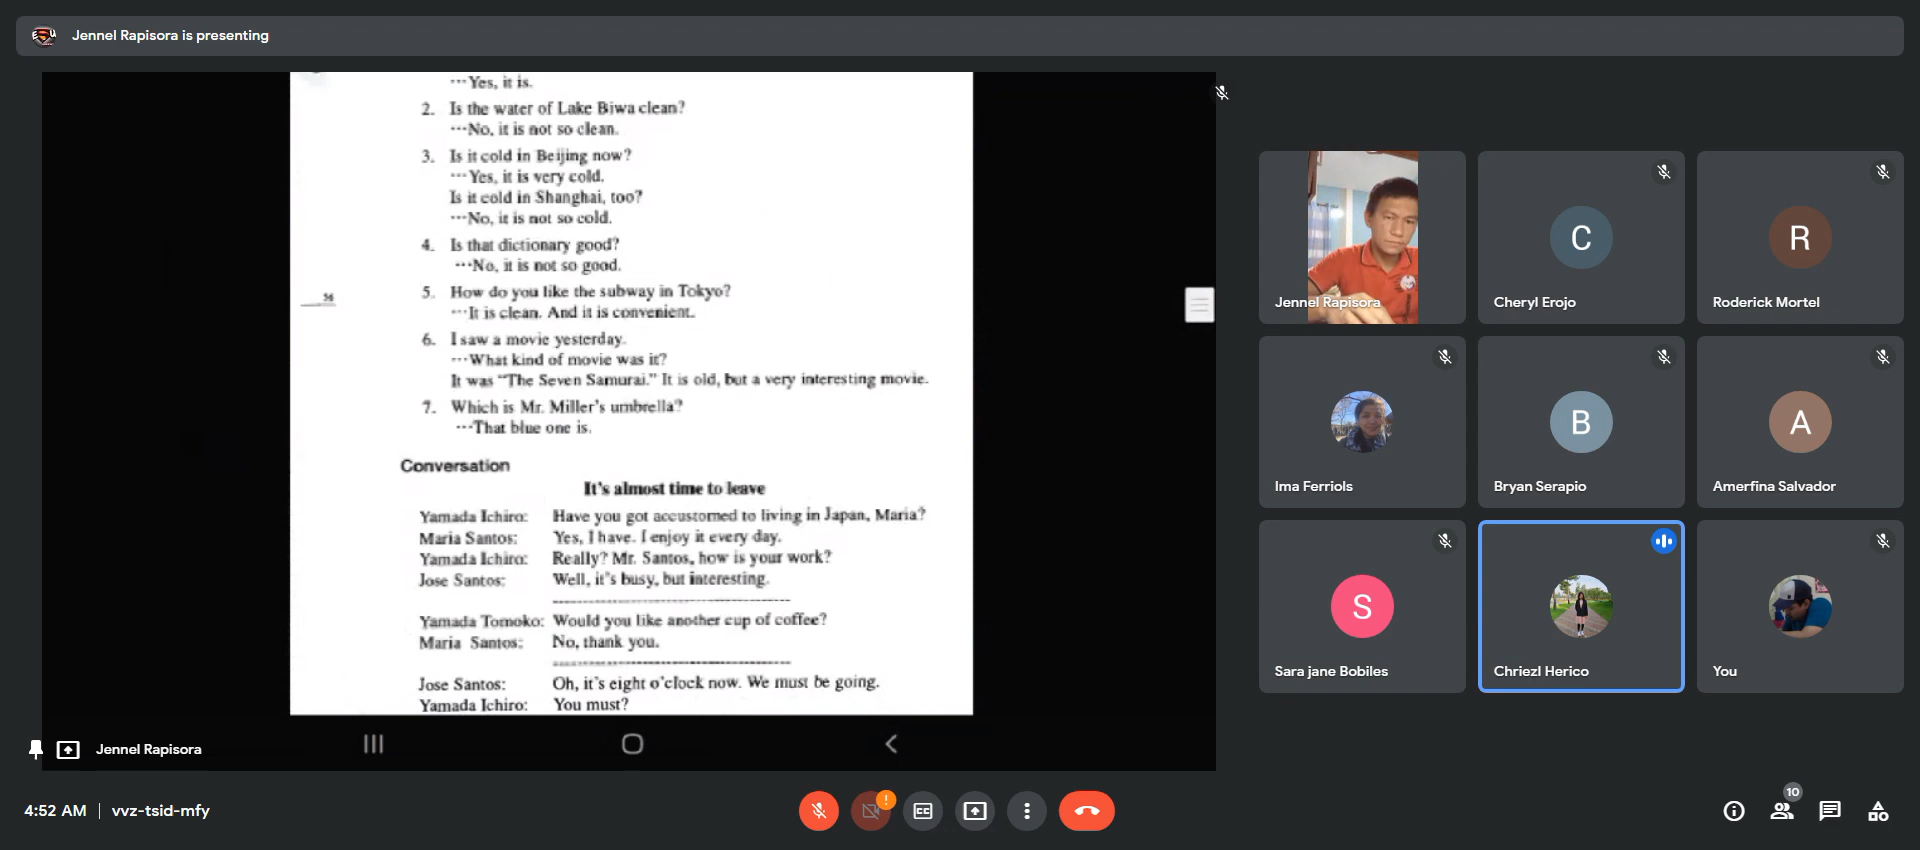 Jennel Rapisora is presenting
···Yes, it is.
2. Is the water of Lake Biwa clean?
···No, it is not so clean.
3. Is it cold in Beijing now?
···Yes, it is very cold.
Is it cold in Shanghai, too?
···No, it is not so cold.
4. Is that dictionary good?
···No, it is not so good.
56
5. How do you like the subway in Tokyo?
···It is clean. And it is convenient.
6. I saw a movie yesterday.
···What kind of movie was it?
It was “The Seven Samurai.” It is old, but a very interesting movie.
7. Which is Mr. Miller's umbrella?
···That blue one is.
Conversation
It's almost time to leave
Yamada Ichiro: Have you got accustomed to living in Japan, Maria?
Maria Santos: Yes, I have. I enjoy it every day.
Yamada Ichiro: Really? Mr. Santos, how is your work?
Jose Santos: Well, it's busy, but interesting.
Yamada Tomoko: Would you like another cup of coffee?
Maria Santos: No, thank you.
Jose Santos: Oh, it's eight o'clock now. We must be going.
Yamada Ichiro: You must?
Jennel Rapisora
Jennel Rapisora
C
Cheryl Erojo
R
Roderick Mortel
Ima Ferriols
B
Bryan Serapio
A
Amerfina Salvador
S
Sara jane Bobiles
Chriezl Herico
You
4:52 AM | vvz-tsid-mfy
!
CC
10